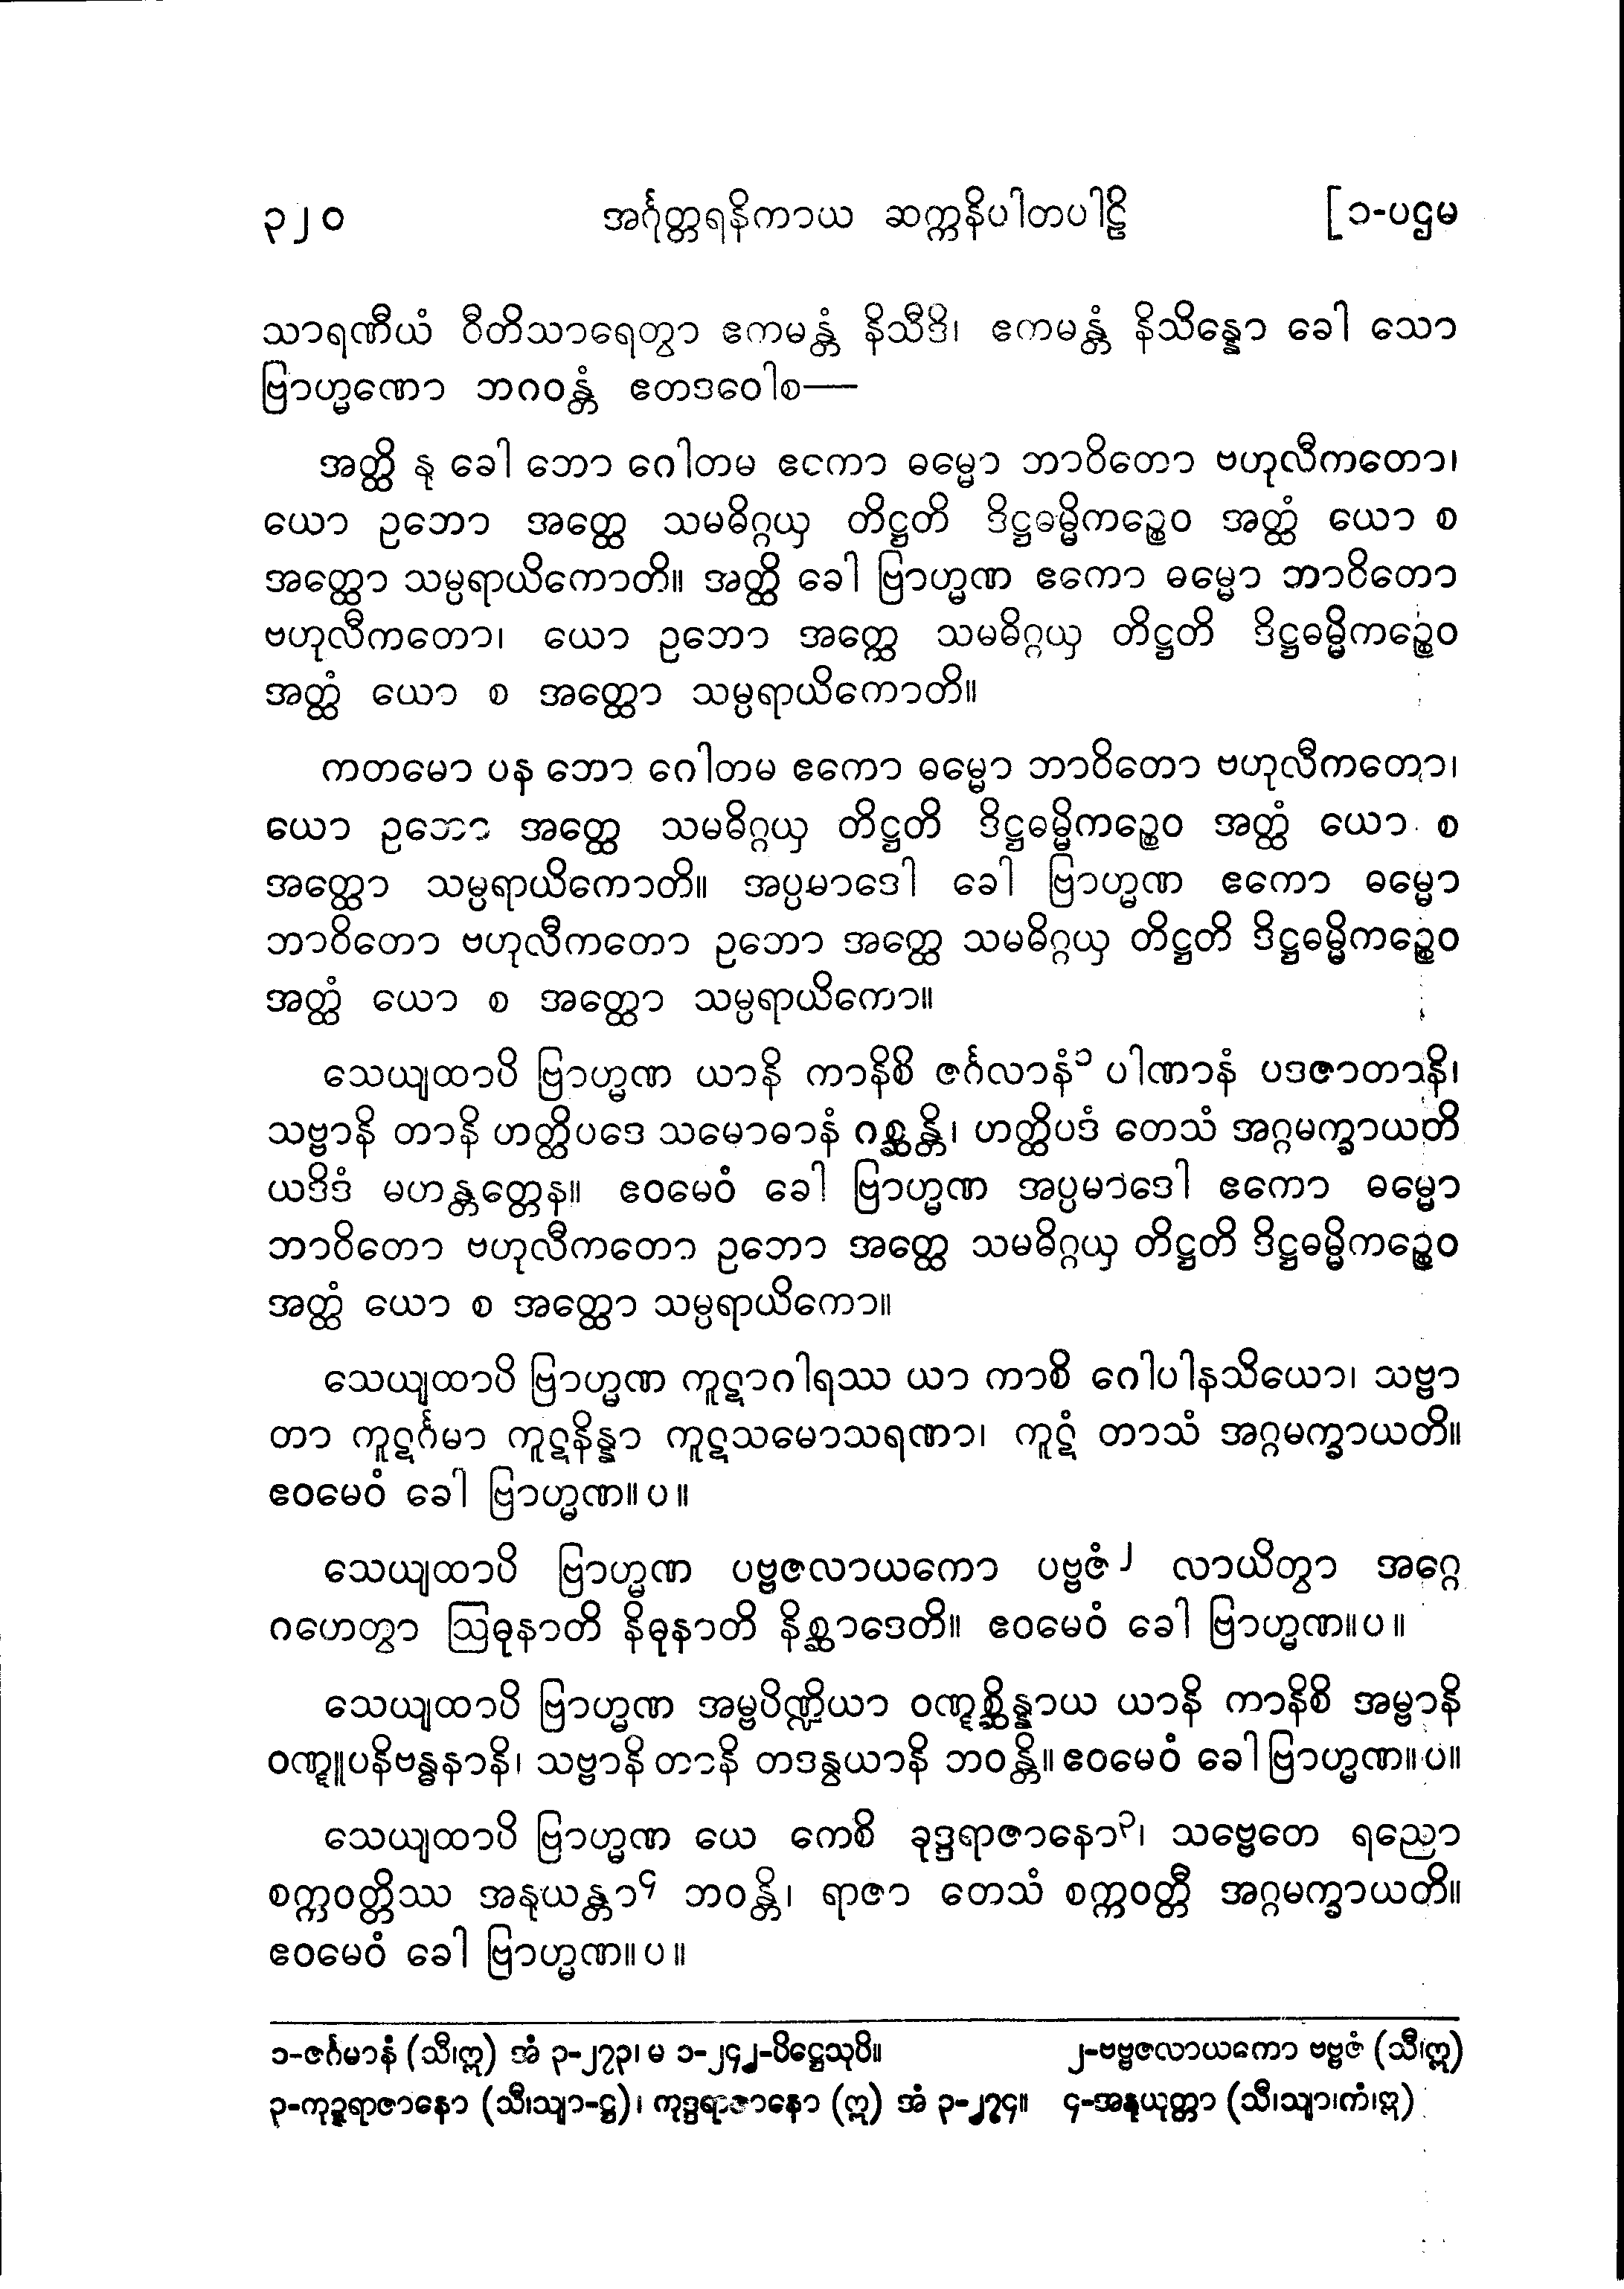 ၃၂၀ အင်္ဂုတ္တရနိကာယ ဆက္ကနိပါတပါဠိ [၁-ပဌမ
သာရဏီယံ ဝီတိသာရေတွာ ဧကမန္တံ နိသီဒိ၊ ဧကမန္တံ နိသိန္နော ခေါ သော
ဗြာဟ္မဏော ဘဂဝန္တံ ဧတဒဝေါစ—
အတ္ထိ နု ခေါ ဘော ဂေါတမ ဧကော ဓမ္မော ဘာဝိတော ဗဟုလီကတော၊
ယော ဥဘော အတ္ထေ သမဓိဂ္ဂယှ တိဋ္ဌတိ ဒိဋ္ဌဓမ္မိကဉ္စေဝ အတ္ထံ ယော စ
အတ္ထော သမ္ပရာယိကောတိ။ အတ္ထိ ခေါ ဗြာဟ္မဏ ဧကော ဓမ္မော ဘာဝိတော
ဗဟုလီကတော၊ ယော ဥဘော အတ္ထေ သမဓိဂ္ဂယှ တိဋ္ဌတိ ဒိဋ္ဌဓမ္မိကဉ္စေဝ
အတ္ထံ ယော စ အတ္ထော သမ္ပရာယိကောတိ။
ကတမော ပန ဘော ဂေါတမ ဧကော ဓမ္မော ဘာဝိတော ဗဟုလီကတော၊
ယော ဥဘော အတ္ထေ သမဓိဂ္ဂယှ တိဋ္ဌတိ ဒိဋ္ဌဓမ္မိကဉ္စေဝ အတ္ထံ ယော စ
အတ္ထော သမ္ပရာယိကောတိ။ အပ္ပမာဒေါ ခေါ ဗြာဟ္မဏ ဧကော ဓမ္မော
ဘာဝိတော ဗဟုလီကတော ဥဘော အတ္ထေ သမဓိဂ္ဂယှ တိဋ္ဌတိ ဒိဋ္ဌဓမ္မိကဉ္စေဝ
အတ္ထံ ယော စ အတ္ထော သမ္ပရာယိကော။
သေယျထာပိ ဗြာဟ္မဏ ယာနိ ကာနိစိ ဇင်္ဂလာနံ၁ ပါဏာနံ ပဒဇာတာနိ၊
သဗ္ဗာနိ တာနိ ဟတ္ထိပဒေ သမောဓာနံ ဂစ္ဆန္တိ၊ ဟတ္ထိပဒံ တေသံ အဂ္ဂမက္ခာယတိ
ယဒိဒံ မဟန္တတ္တေန။ ဧဝမေဝံ ခေါ ဗြာဟ္မဏ အပ္ပမာဒေါ ဧကော ဓမ္မော
ဘာဝိတော ဗဟုလီကတော ဥဘော အတ္ထေ သမဓိဂ္ဂယှ တိဋ္ဌတိ ဒိဋ္ဌဓမ္မိကဉ္စေဝ
အတ္ထံ ယော စ အတ္ထော သမ္ပရာယိကော။
သေယျထာပိ ဗြာဟ္မဏ ကူဋာဂါရဿ ယာ ကာစိ ဂေါပါနသိယော၊ သဗ္ဗာ
တာ ကူဋင်္ဂမာ ကူဋနိန္နာ ကူဋသမောသရဏာ၊ ကူဋံ တာသံ အဂ္ဂမက္ခာယတိ။
ဧဝမေဝံ ခေါ ဗြာဟ္မဏ။ပ။
သေယျထာပိ ဗြာဟ္မဏ ပဗ္ဗဇလာယကော ပဗ္ဗဇံ၂ လာယိတွာ အဂ္ဂေ
ဂဟေတွာ ဩဓုနာတိ နိဓုနာတိ နိစ္ဆာဒေတိ။ ဧဝမေဝံ ခေါ ဗြာဟ္မဏ။ပ။
သေယျထာပိ ဗြာဟ္မဏ အမ္ဗပိဏ္ဍိယာ ဝဏ္ဋစ္ဆိန္နာယ ယာနိ ကာနိစိ အမ္ဗာနိ
ဝဏ္ဋူပနိဗန္ဓနာနိ၊ သဗ္ဗာနိ တာနိ တဒန္ဝယာနိ ဘဝန္တိ။ ဧဝမေဝံ ခေါ ဗြာဟ္မဏ။ပ။
သေယျထာပိ ဗြာဟ္မဏ ယေ ကေစိ ခုဒ္ဒရာဇာနော၃၊ သဗ္ဗေတေ ရညော
စက္ကဝတ္တိဿ အနုယန္တာ၄ ဘဝန္တိ၊ ရာဇာ တေသံ စက္ကဝတ္တီ အဂ္ဂမက္ခာယတိ။
ဧဝမေဝံ ခေါ ဗြာဟ္မဏ။ပ။
၁-ဇင်္ဂမာနံ (သီ၊ဣ) အံ ၃-၂၇၃၊ မ ၁-၂၄၂-ပိဋ္ဌေသုပိ။ ၂-ဗဗ္ဗဇလာယကော ဗဗ္ဗဇံ (သီ၊ဣ)
၃-ကုဍ္ဍရာဇာနော (သီ၊သျာ-ဋ္ဌ)၊ ကုဒ္ဒရာဇာနော (ဣ) အံ ၃-၂၇၄။ ၄-အနုယုတ္တာ (သီ၊သျာ၊ကံ၊ဣ)